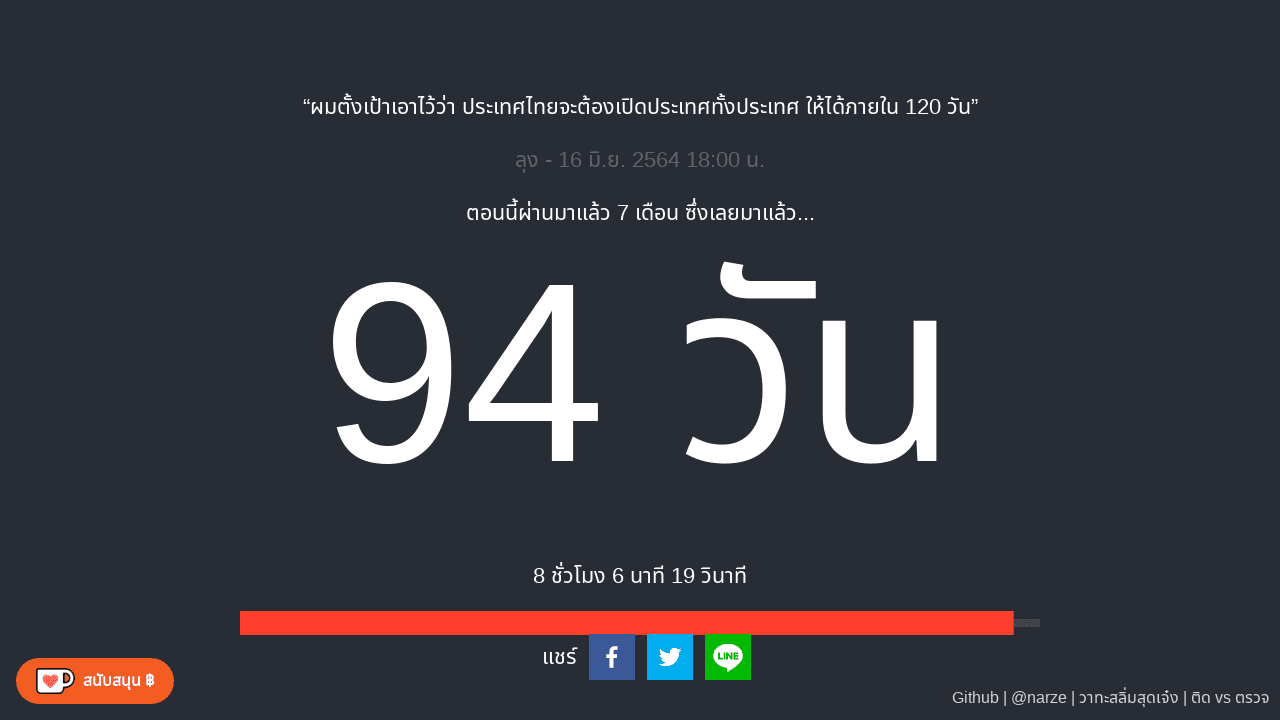 “ผมตั้งเป้าเอาไว้ว่า ประเทศไทยจะต้องเปิดประเทศทั้งประเทศ ให้ได้ภายใน 120 วัน”
ลุง - 16 มิ.ย. 2564 18:00 น.
ตอนนี้ผ่านมาแล้ว 7 เดือน ซึ่งเลยมาแล้ว...
94 วัน
8 ชั่วโมง 6 นาที 19 วินาที
แชร์
LINE
สนับสนุน ฿
Github | @narze | วาทะสลิ่มสุดเจ๋ง | ติด vs ตรวจ